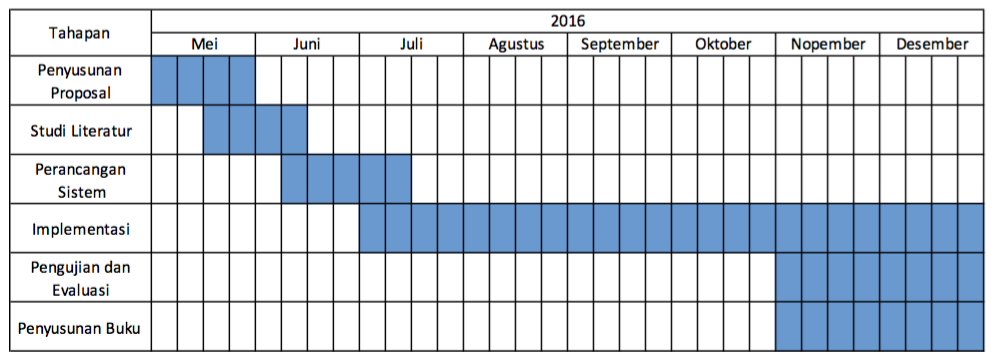 Tahapan
2016
Mei Juni Juli Agustus September Oktober Nopember Desember
Penyusunan
Proposal
Studi Literatur
Perancangan
Sistem
Implementasi
Pengujian dan
Evaluasi
Penyusunan Buku